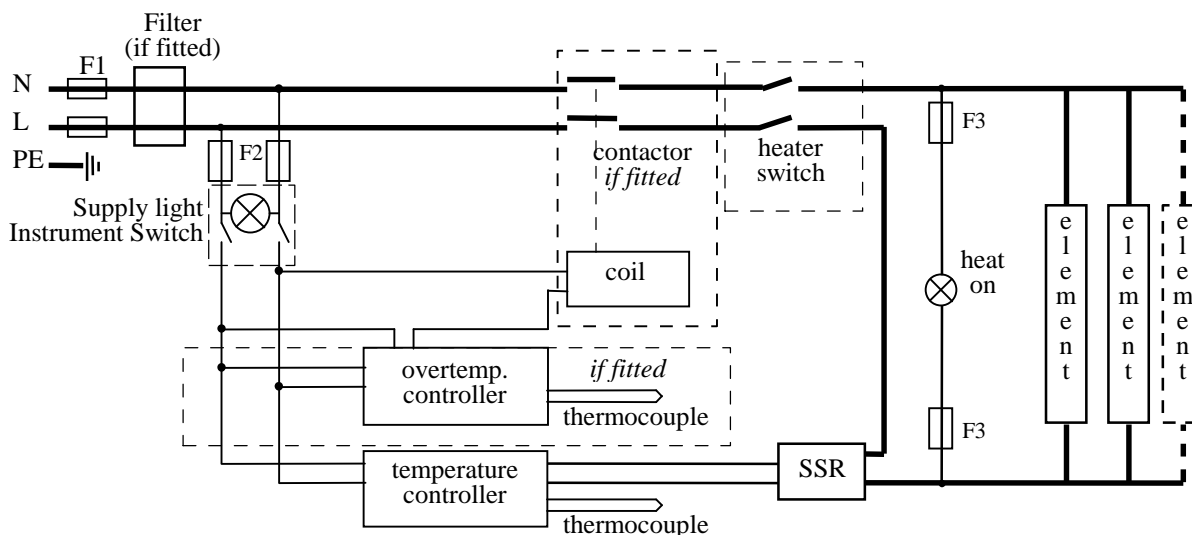 Filter
(if fitted)
F1
N
L
PE
F2
Supply light
Instrument Switch
contactor
if fitted
heater
switch
coil
overtemp.
controller
if fitted
thermocouple
temperature
controller
thermocouple
SSR
F3
heat
on
F3
element
element
element